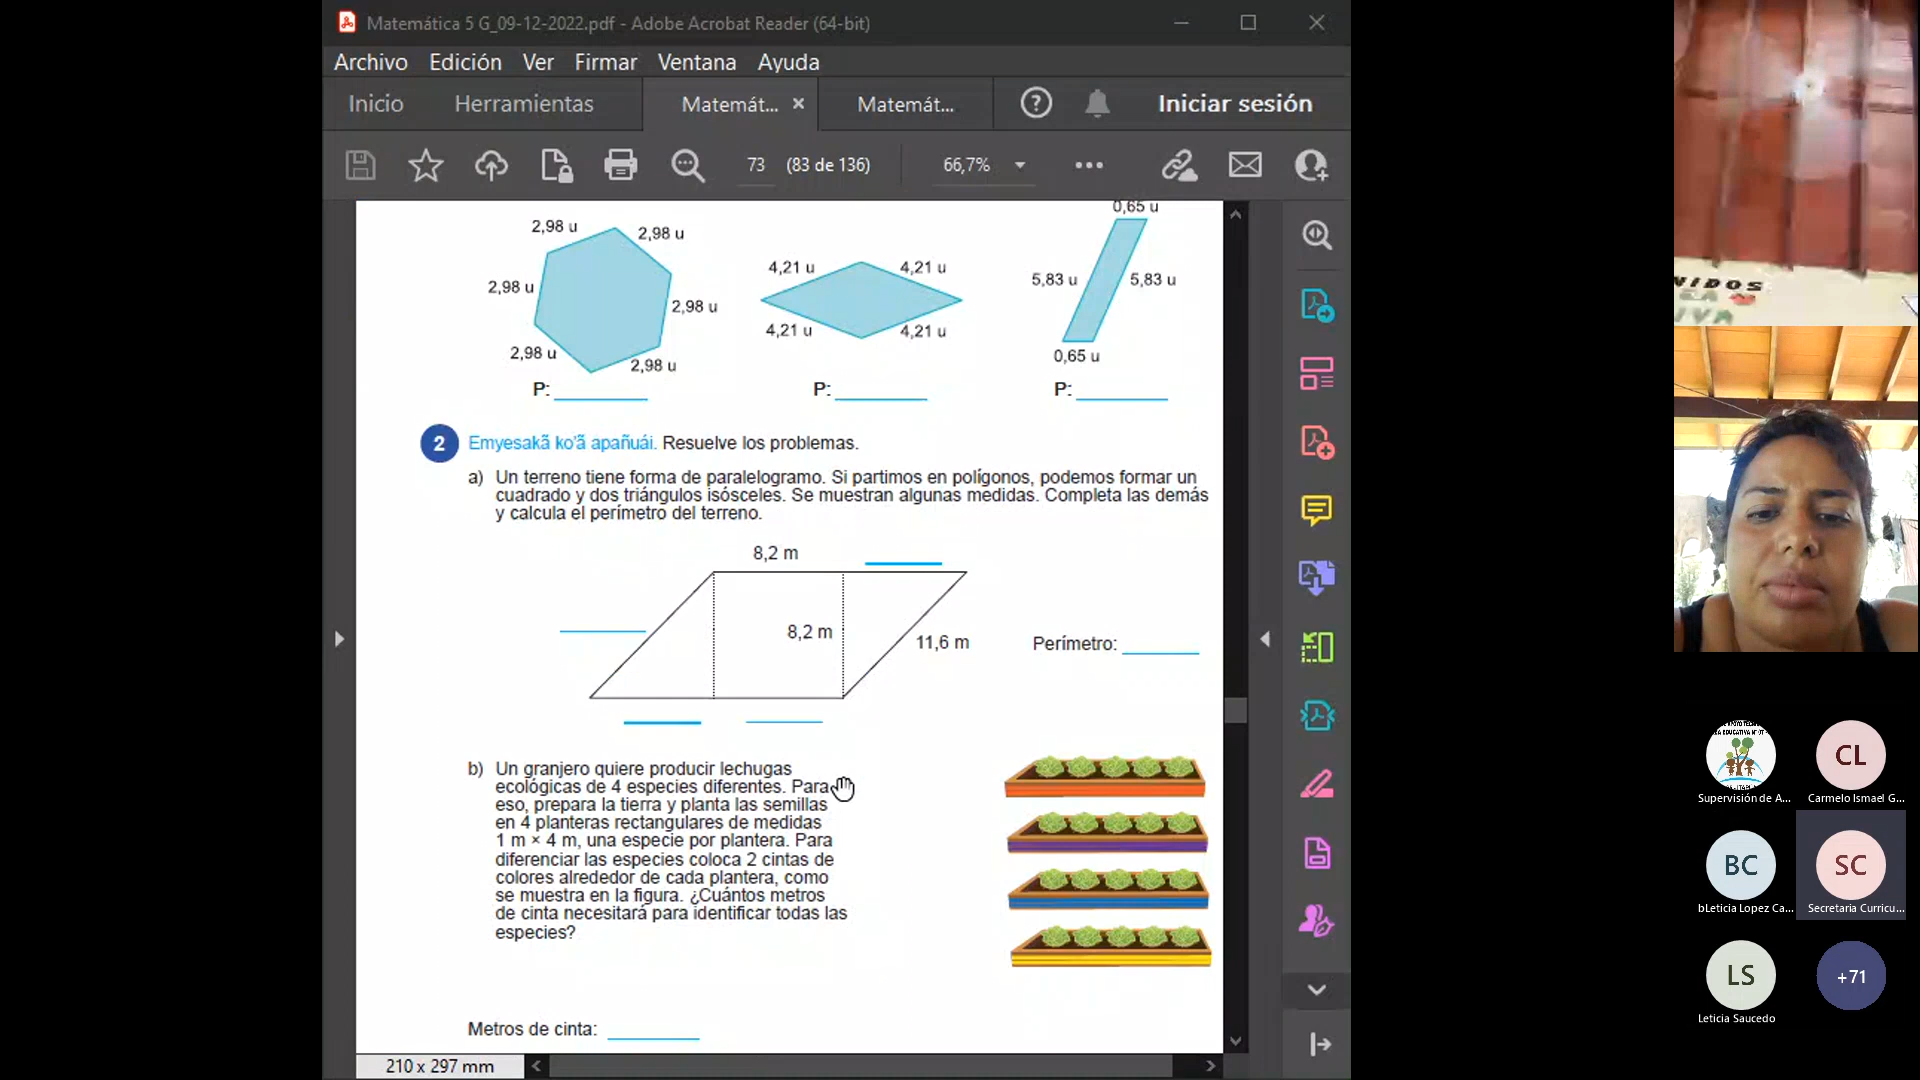 Matemática 5 G_09-12-2022.pdf - Adobe Acrobat Reader (64-bit)
Archivo Edición Ver Firmar Ventana Ayuda
Inicio Herramientas Matemát... × Matemát... Iniciar sesión
73 (83 de 136) 66,7%
2,98 u
2,98 u
2,98 u
2,98 u
2,98 u
2,98 u
P:
4,21 u
4,21 u
4,21 u
4,21 u
P:
0,65 u
5,83 u
5,83 u
0,65 u
P:
2 Emyesakã ko'ã apañuái. Resuelve los problemas.
a) Un terreno tiene forma de paralelogramo. Si partimos en polígonos, podemos formar un
cuadrado y dos triángulos isósceles. Se muestran algunas medidas. Completa las demás
y calcula el perímetro del terreno.
8,2 m
8,2 m
11,6 m
Perímetro:
b) Un granjero quiere producir lechugas
ecológicas de 4 especies diferentes. Para
eso, prepara la tierra y planta las semillas
en 4 planteras rectangulares de medidas
1 m × 4 m, una especie por plantera. Para
diferenciar las especies coloca 2 cintas de
colores alrededor de cada plantera, como
se muestra en la figura. ¿Cuántos metros
de cinta necesitará para identificar todas las
especies?
Metros de cinta:
210 x 297 mm
NIDOS
IVA
Supervisión de A...
CL
Carmelo Ismael G...
BC
bLeticia Lopez Ca...
SC
Secretaria Curricu...
LS
Leticia Saucedo
+71